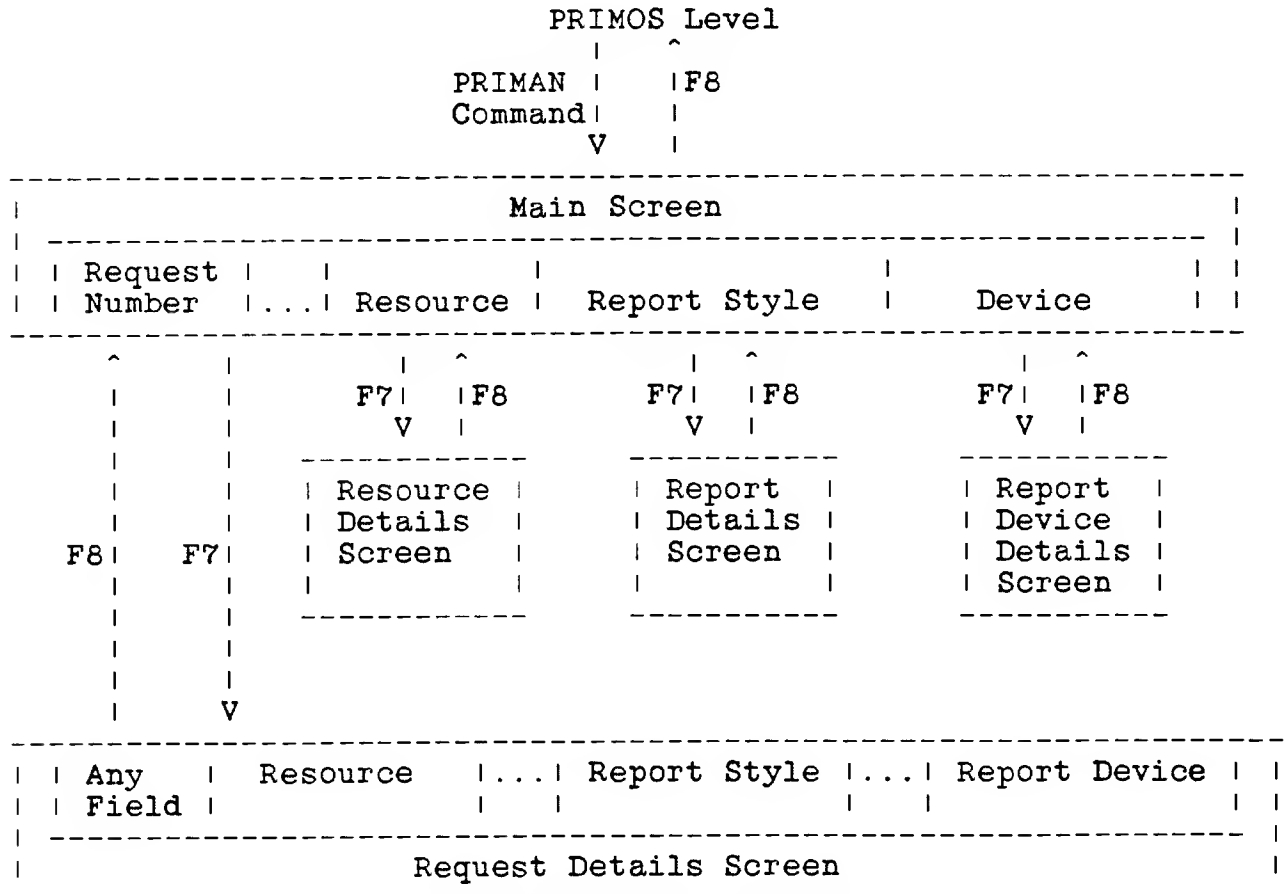 PRIMOS Level
PRIMAN
F8
Command
V
Main Screen
Request
Number ... Resource Report Style Device
F7 F8 F7 F8 F7 F8
V V V
Resource Report Report
Details Details Device
F8 F7 Screen Screen Details
Screen
V
Any Resource ... Report Style ... Report Device
Field
Request Details Screen